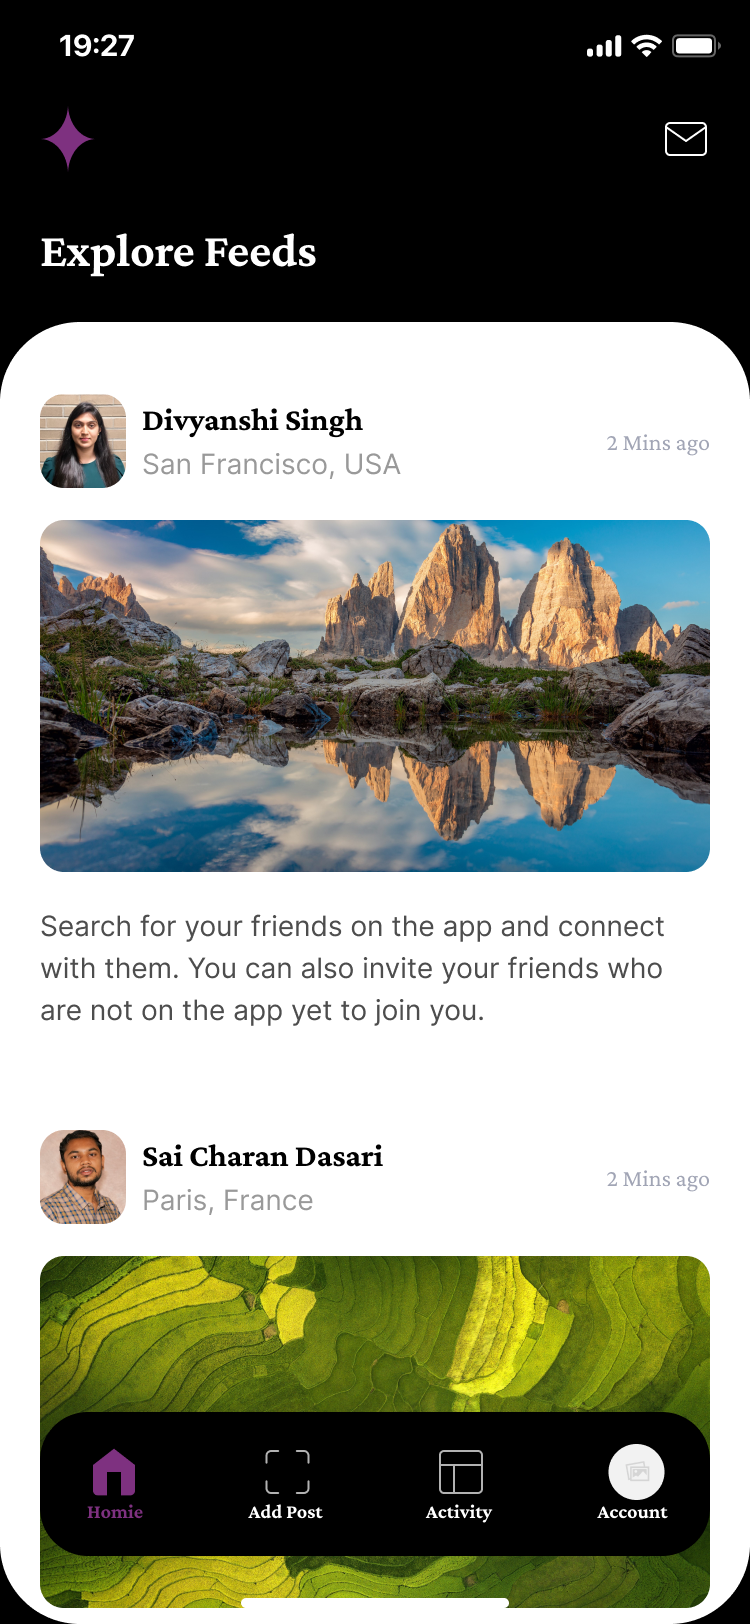 19:27
Explore Feeds
Divyanshi Singh
San Francisco, USA
2 Mins ago
Search for your friends on the app and connect
with them. You can also invite your friends who
are not on the app yet to join you.
Sai Charan Dasari
Paris, France
2 Mins ago
Homie
Add Post
Activity
Account